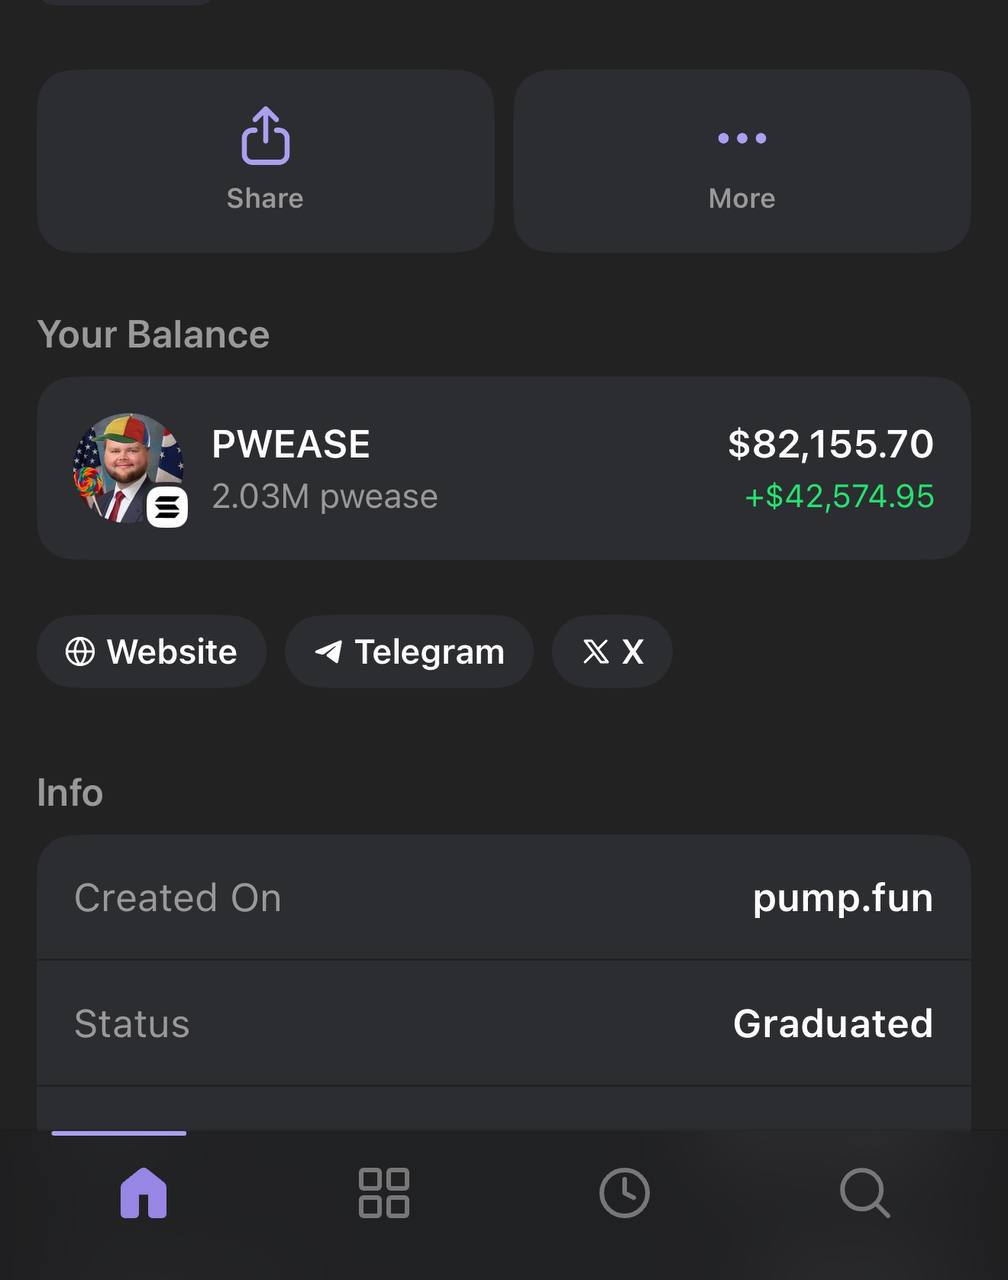 Share
More
Your Balance
PWEASE
$82,155.70
2.03M pwease
+$42,574.95
Website
Telegram
X
Info
Created On
pump.fun
Status
Graduated